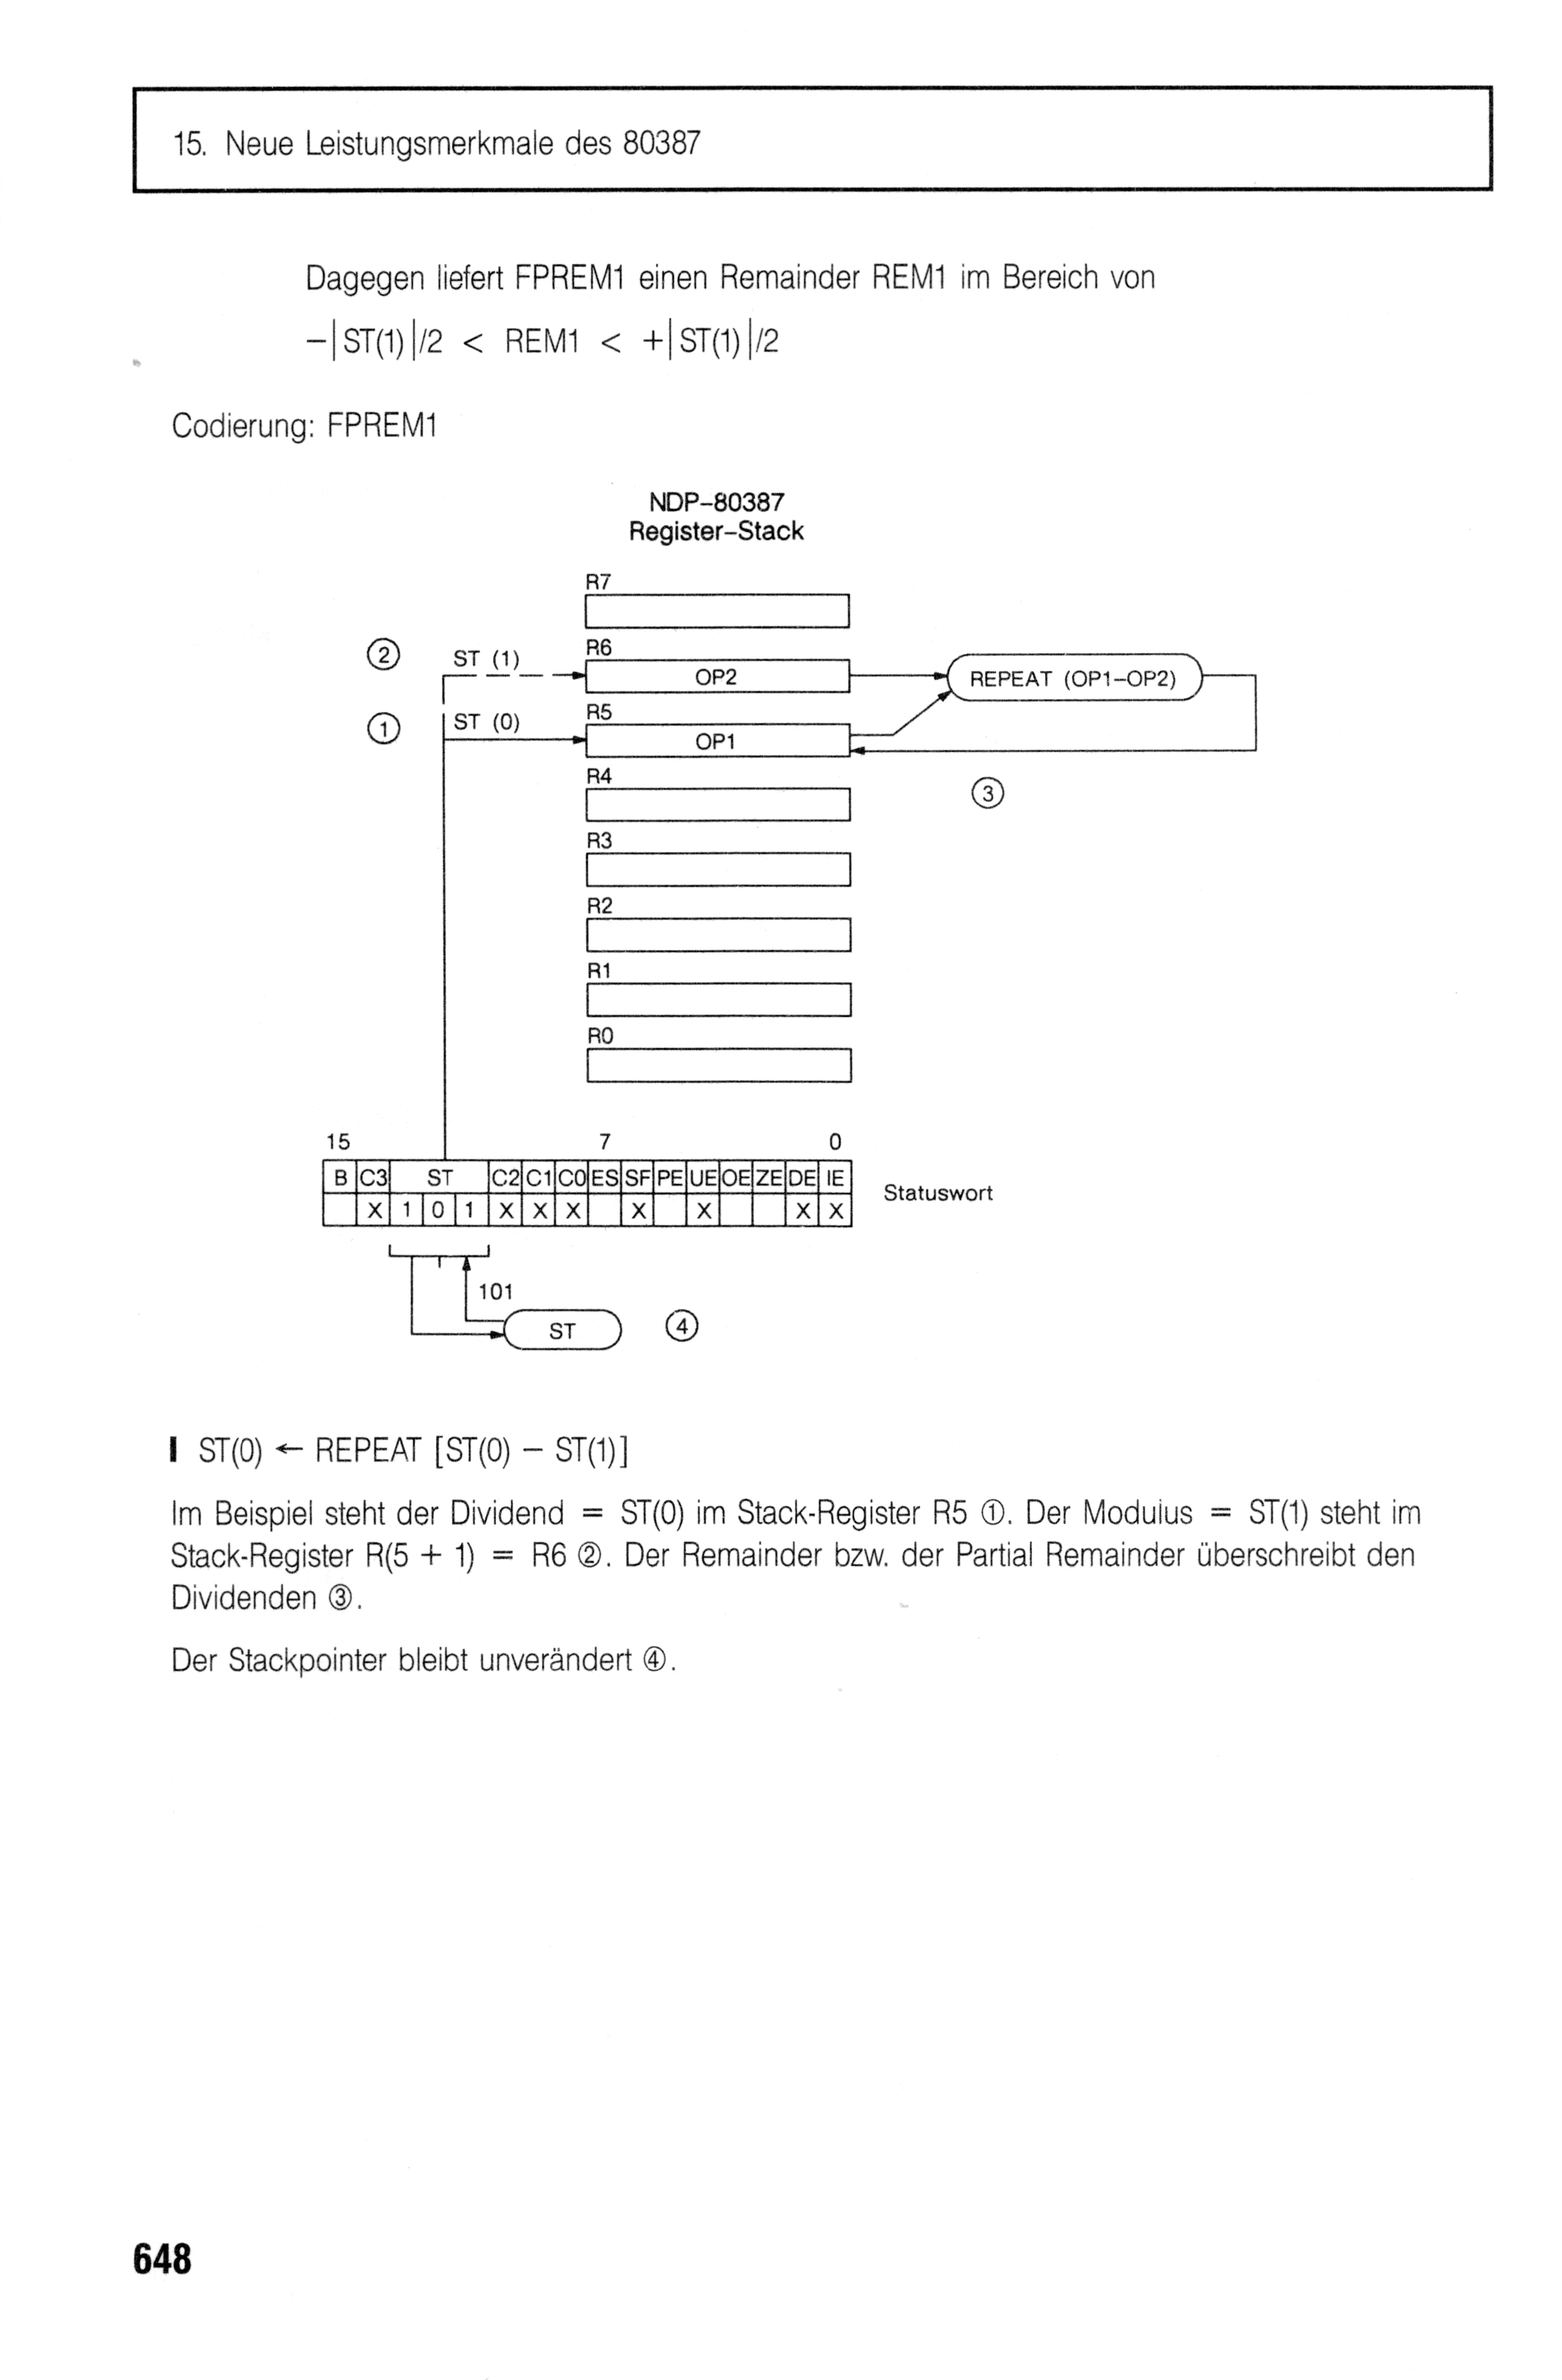 15. Neue Leistungsmerkmale des 80387
Dagegen liefert FPREM1 einen Remainder REM1 im Bereich von
−|ST(1)|/2 < REM1 < +|ST(1)|/2
Codierung: FPREM1
NDP–80387
Register–Stack
R7
② ST (1) R6
OP2 REPEAT (OP1−OP2)
① ST (0) R5
OP1
R4
③
R3
R2
R1
R0
15 7 0
B C3 ST C2 C1 C0 ES SF PE UE OE ZE DE IE
Statuswort
X 1 0 1 X X X X X X X
101
ST ④
ST(0) ← REPEAT [ST(0) − ST(1)]
Im Beispiel steht der Dividend = ST(0) im Stack-Register R5 ①. Der Modulus = ST(1) steht im
Stack-Register R(5 + 1) = R6 ②. Der Remainder bzw. der Partial Remainder überschreibt den
Dividenden ③.
Der Stackpointer bleibt unverändert ④.
648